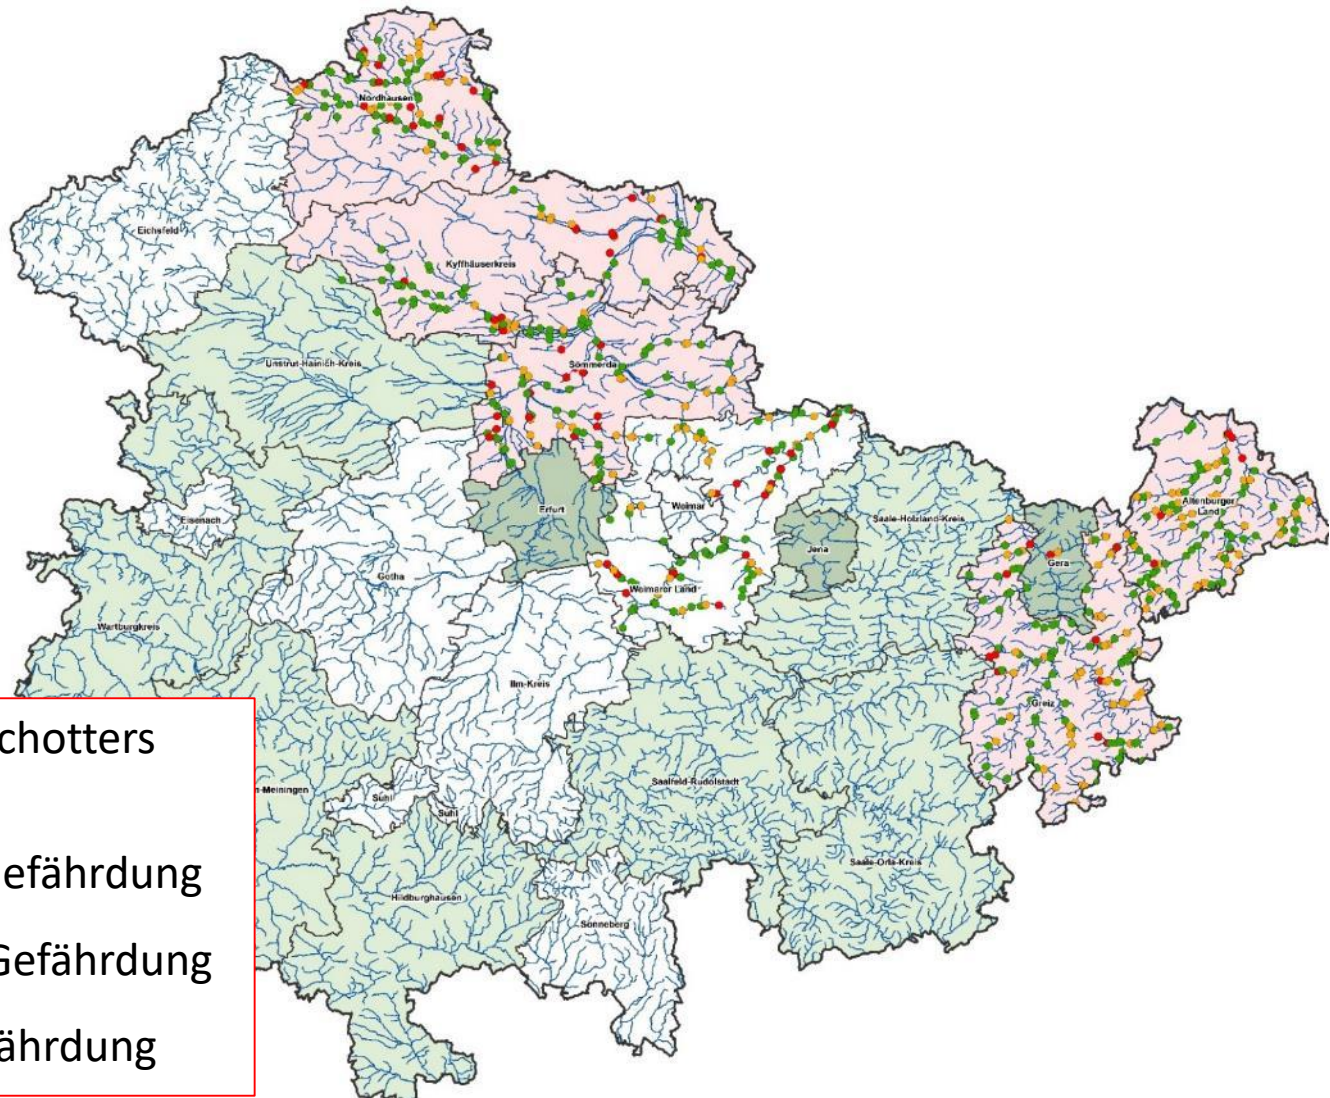 Nordhausen
Eichsfeld
Kyffhäuserkreis
Unstrut-Hainich-Kreis
Sömmerda
Eisenach
Erfurt
Weimar
Saale-Holzland-Kreis
Altenburger
Land
Jena
Gera
Gotha
Weimarer Land
Wartburgkreis
Ilm-Kreis
Greiz
chotters
n-Meiningen
Suhl
Suhl
Saalfeld-Rudolstadt
efährdung
Saale-Orla-Kreis
Hildburghausen
Sonneberg
Gefährdung
ährdung